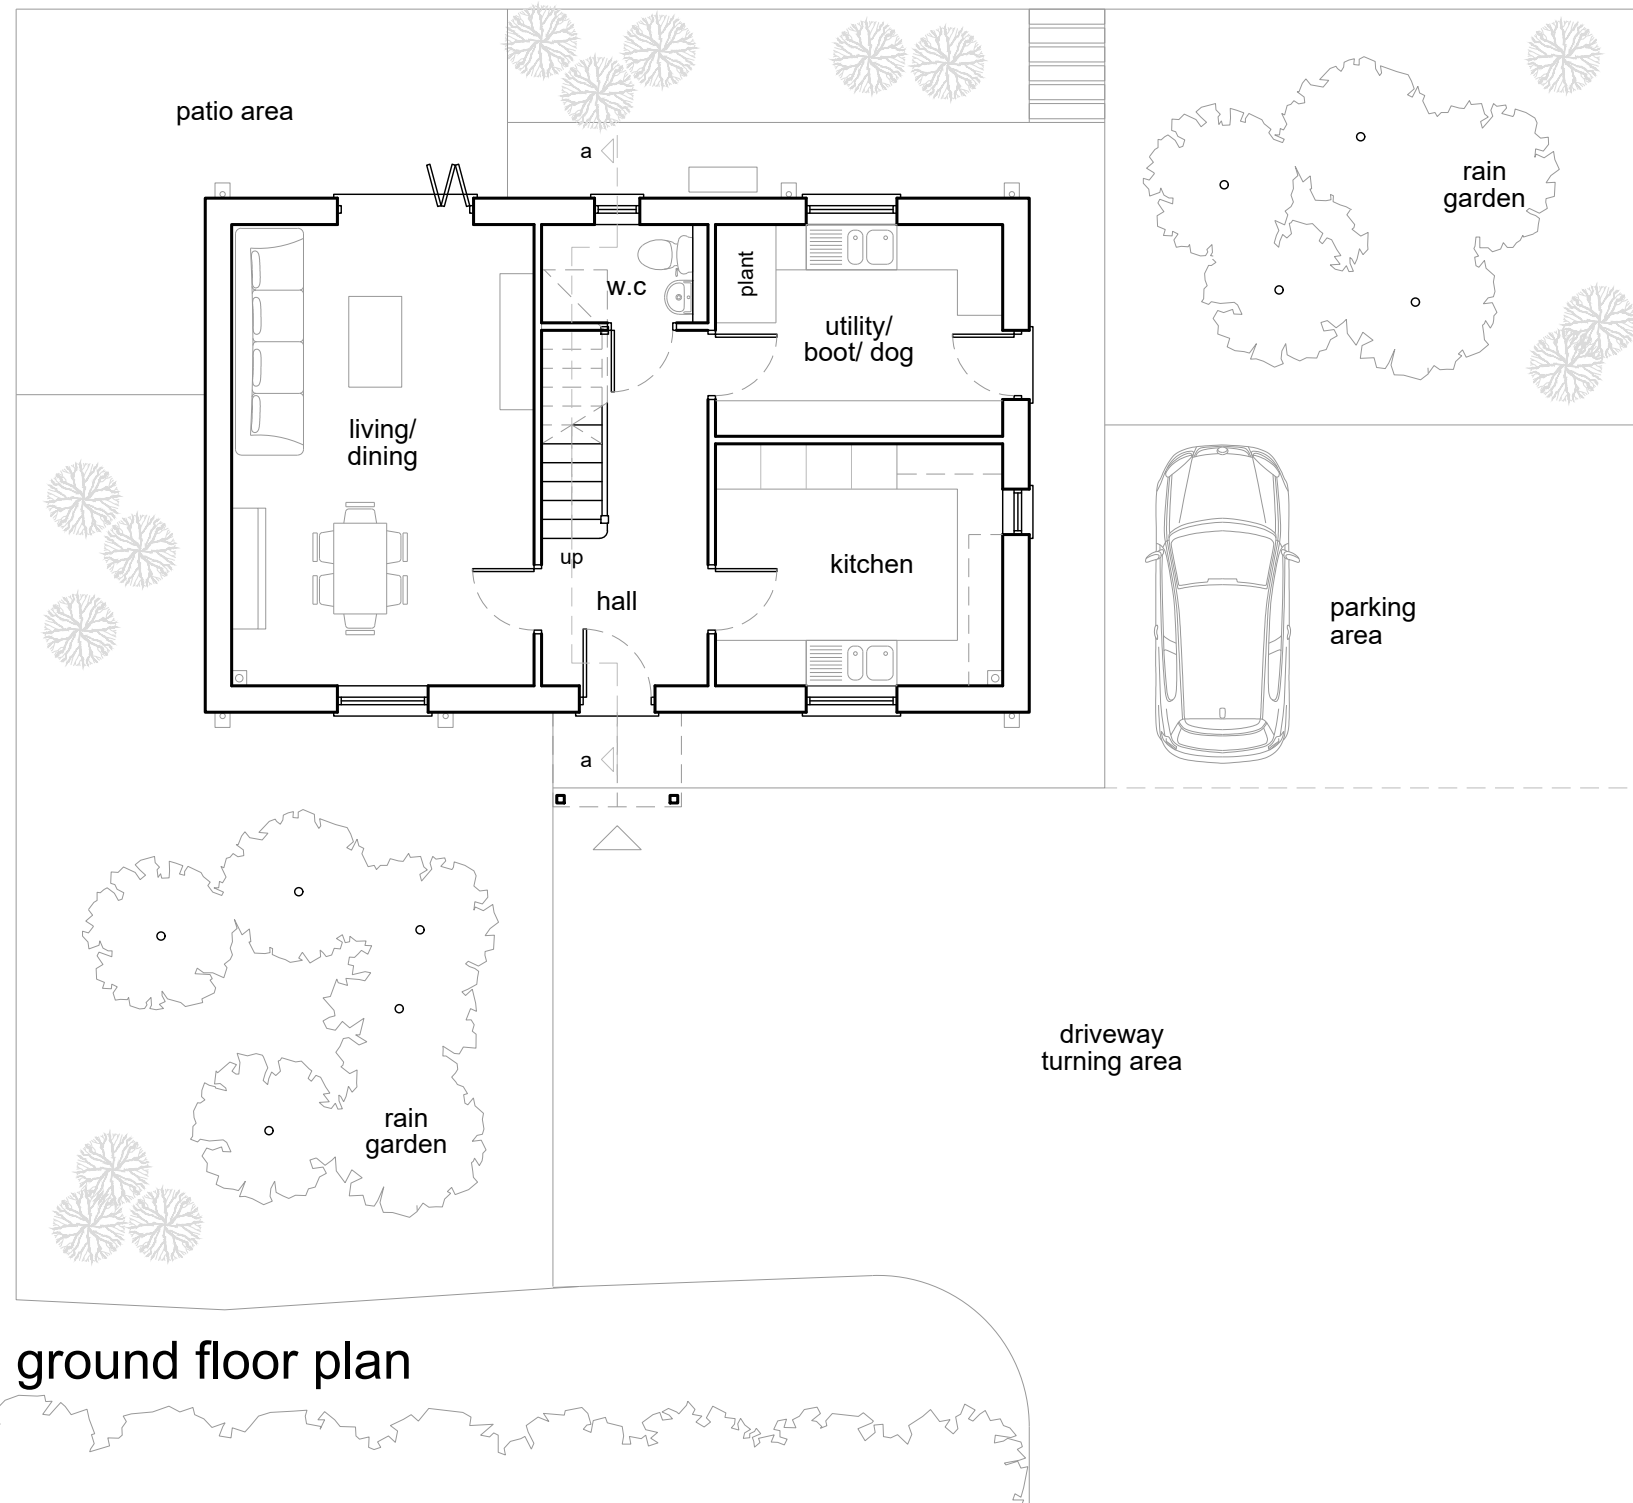 patio area
a
rain
garden
plant
w.c
utility/
boot/ dog
living/
dining
up
kitchen
hall
parking
area
a
driveway
turning area
rain
garden
ground floor plan